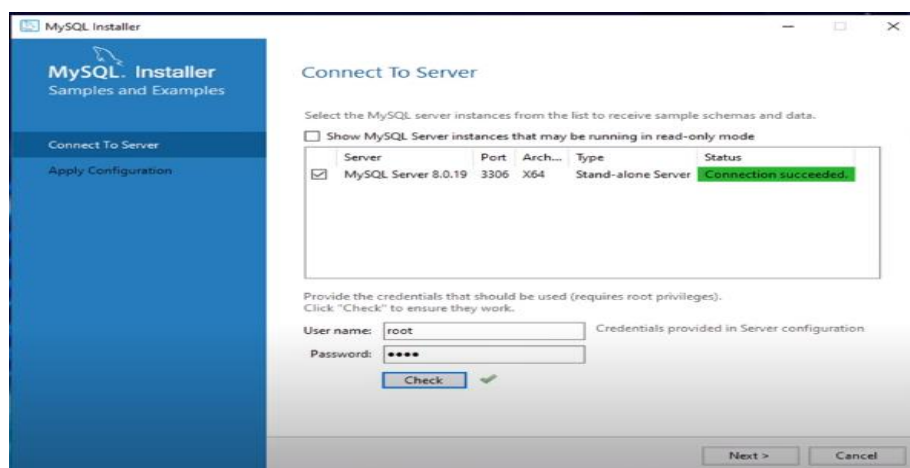 MySQL Installer
MySQL. Installer
Samples and Examples
Connect To Server
Apply Configuration
Connect To Server
Select the MySQL server instances from the list to receive sample schemas and data.
Show MySQL Server instances that may be running in read-only mode
Server Port Arch... Type Status
MySQL Server 8.0.19 3306 X64 Stand-alone Server Connection succeeded.
Provide the credentials that should be used (requires root privileges).
Click "Check" to ensure they work.
User name: root Credentials provided in Server configuration
Password: ●●●●
Check
Next > Cancel